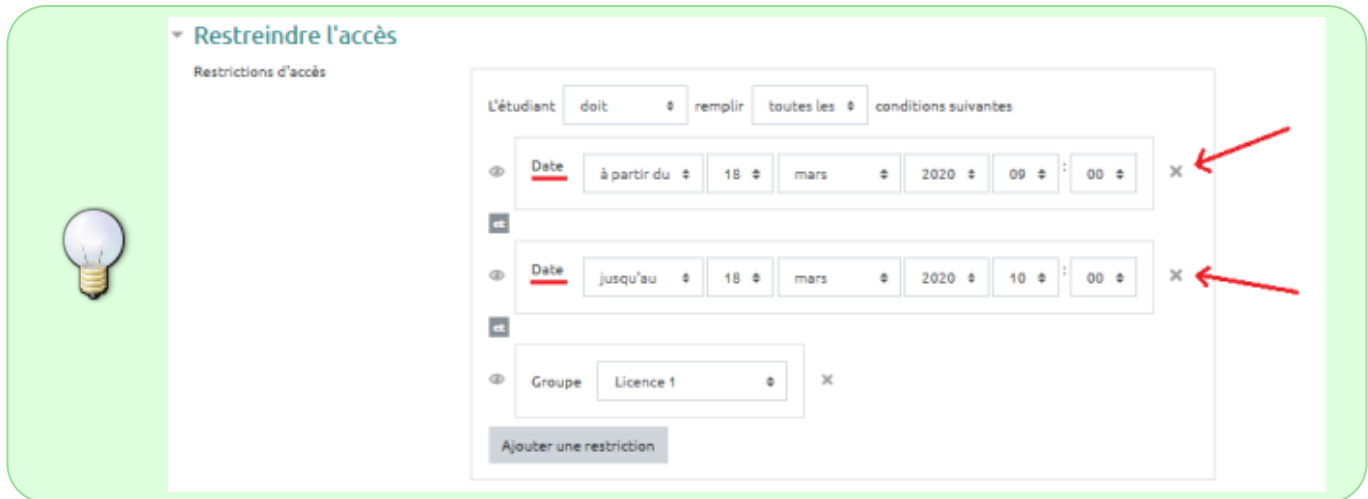 Restreindre l'accès
Restrictions d'accès
L'étudiant doit remplir toutes les conditions suivantes
Date à partir du 18 mars 2020 09 : 00
et
Date jusqu'au 18 mars 2020 10 : 00
et
Groupe Licence 1
Ajouter une restriction